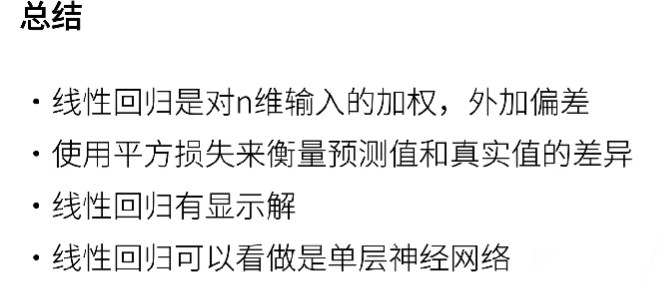 总结
• 线性回归是对n维输入的加权，外加偏差
• 使用平方损失来衡量预测值和真实值的差异
• 线性回归有显示解
• 线性回归可以看做是单层神经网络